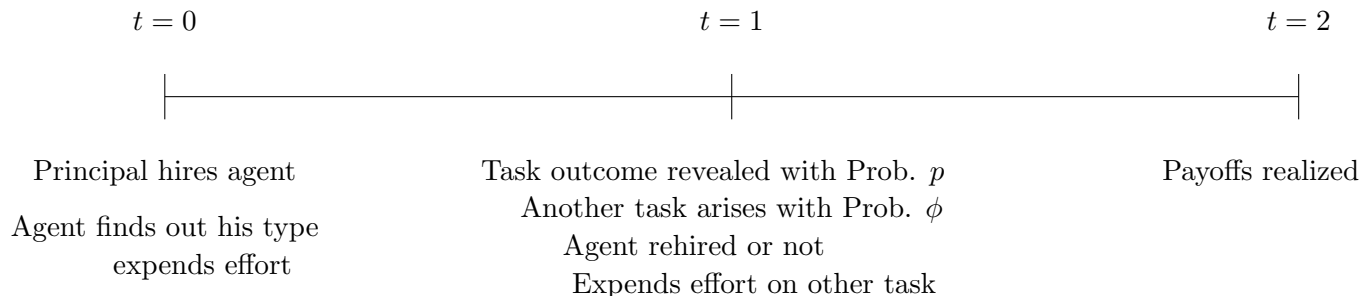 t = 0
t = 1
t = 2
Principal hires agent
Agent finds out his type
expends effort
Task outcome revealed with Prob. p
Another task arises with Prob. ϕ
Agent rehired or not
Expends effort on other task
Payoffs realized